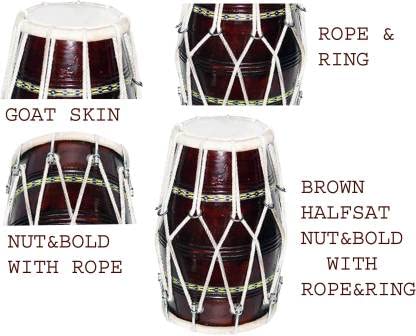 ROPE &
RING
GOAT SKIN
NUT&BOLD
WITH ROPE
BROWN
HALFSAT
NUT&BOLD
WITH
ROPE&RING